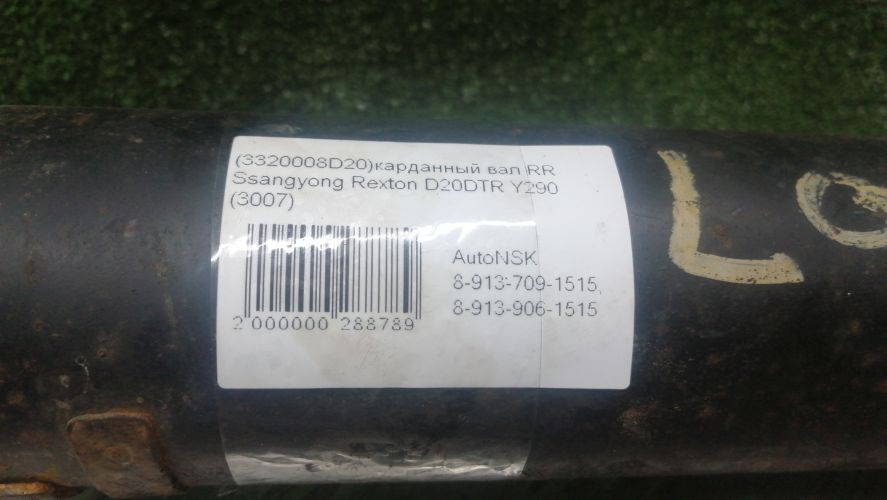 (3320008D20)карданный вал RR
Ssangyong Rexton D20DTR Y290
(3007)
AutoNSK
8-913-709-1515,
8-913-906-1515
2 000000 288789